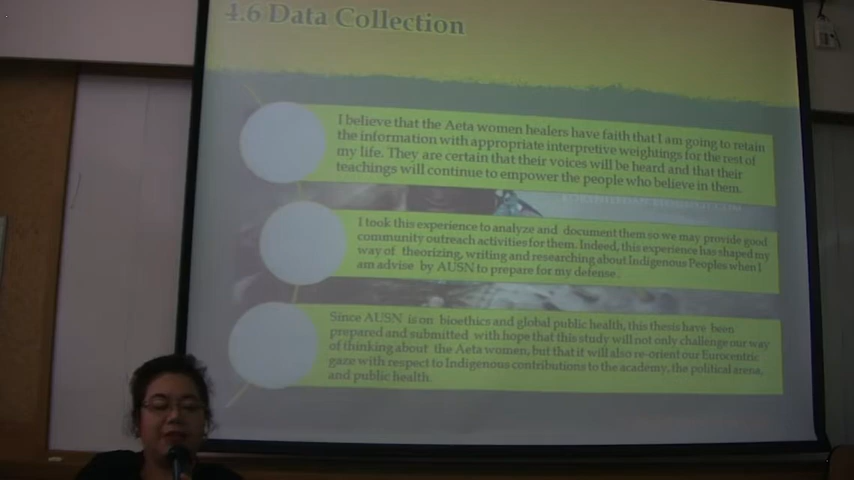 4.6 Data Collection
I believe that the Aeta women healers have faith that I am going to retain
the information with appropriate interpretive weightings for the rest of
my life. They are certain that their voices will be heard and that their
teachings will continue to empower the people who believe in them.
I took this experience to analyze and document them so we may provide good
community outreach activities for them. Indeed, this experience has shaped my
way of theorizing, writing and researching about Indigenous Peoples when I
am advise by AUSN to prepare for my defense.
Since AUSN is on bioethics and global public health, this thesis have been
prepared and submitted with hope that this study will not only challenge our way
of thinking about the Aeta women, but that it will also re-orient our Eurocentric
gaze with respect to Indigenous contributions to the academy, the political arena,
and public health.